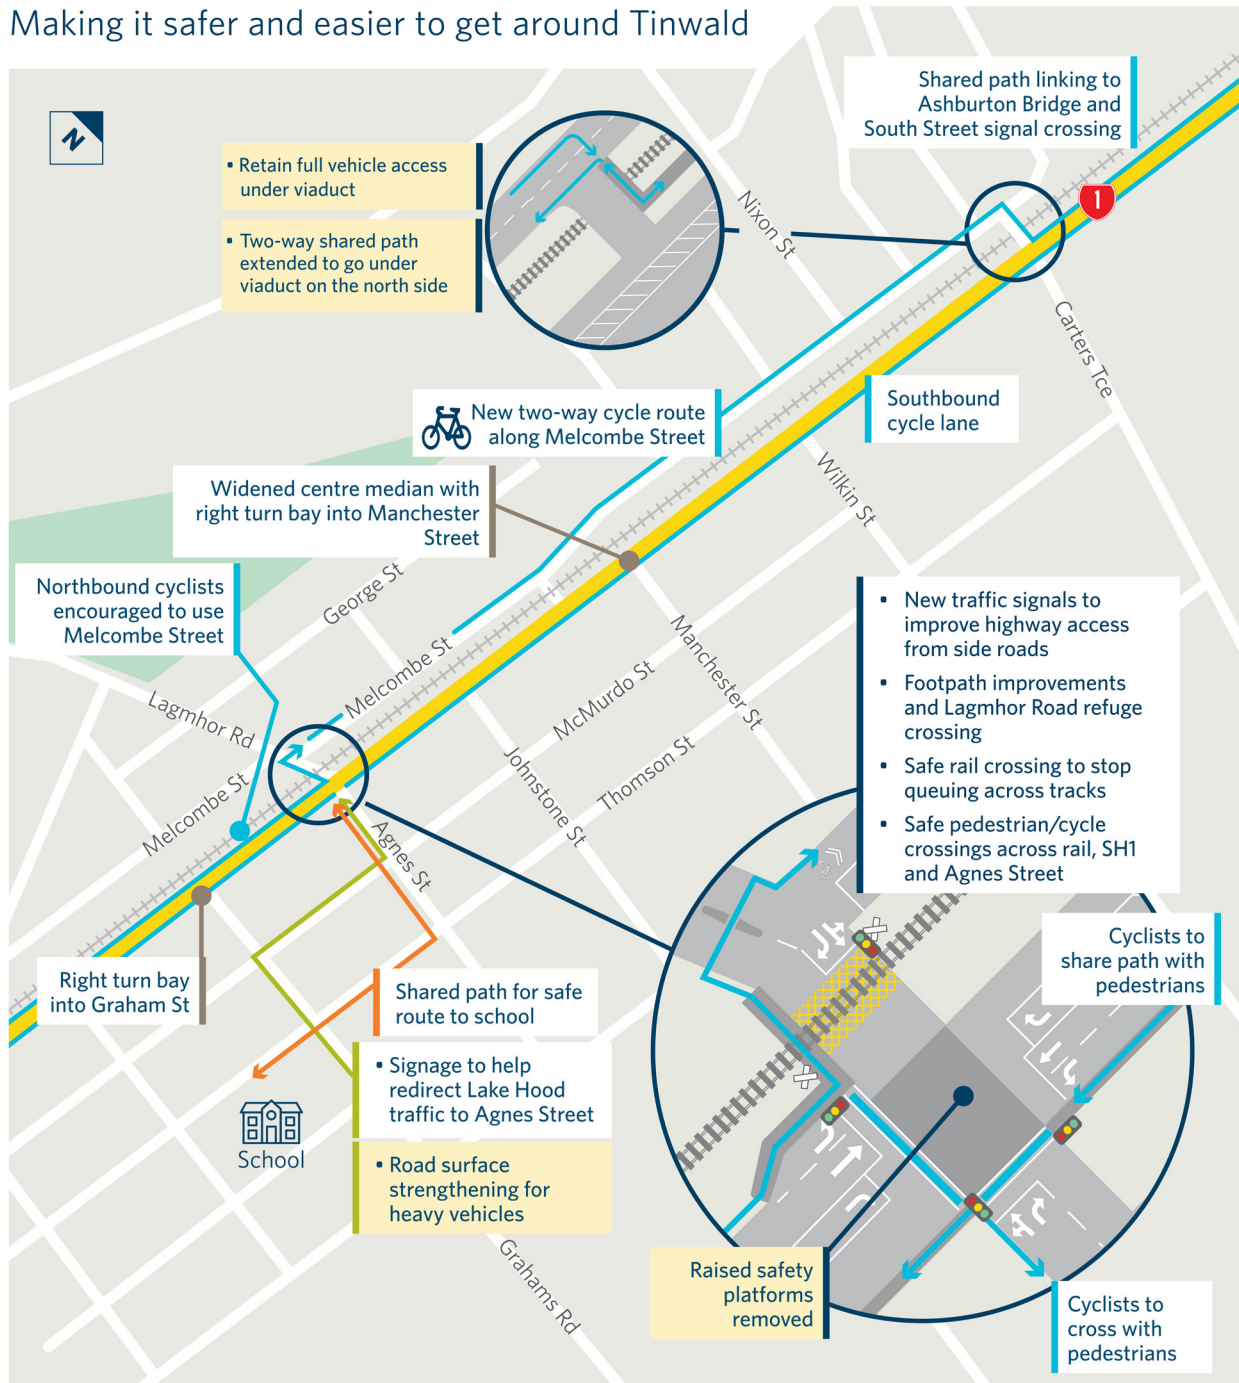 Making it safer and easier to get around Tinwald
N
Shared path linking to
Ashburton Bridge and
South Street signal crossing
• Retain full vehicle access
under viaduct
• Two-way shared path
extended to go under
viaduct on the north side
1
Nixon St
Carters Tce
Southbound
cycle lane
New two-way cycle route
along Melcombe Street
Wilkin St
Widened centre median with
right turn bay into Manchester
Street
George St
Northbound cyclists
encouraged to use
Melcombe Street
Melcombe St
Manchester St
McMurdo St
Lagmhor Rd
Thomson St
Johnstone St
Melcombe St
Agnes St
• New traffic signals to
improve highway access
from side roads
• Footpath improvements
and Lagmhor Road refuge
crossing
• Safe rail crossing to stop
queuing across tracks
• Safe pedestrian/cycle
crossings across rail, SH1
and Agnes Street
Cyclists to
share path with
pedestrians
Right turn bay
into Graham St
Shared path for safe
route to school
• Signage to help
redirect Lake Hood
traffic to Agnes Street
School
• Road surface
strengthening for
heavy vehicles
Grahams Rd
Raised safety
platforms
removed
Cyclists to
cross with
pedestrians